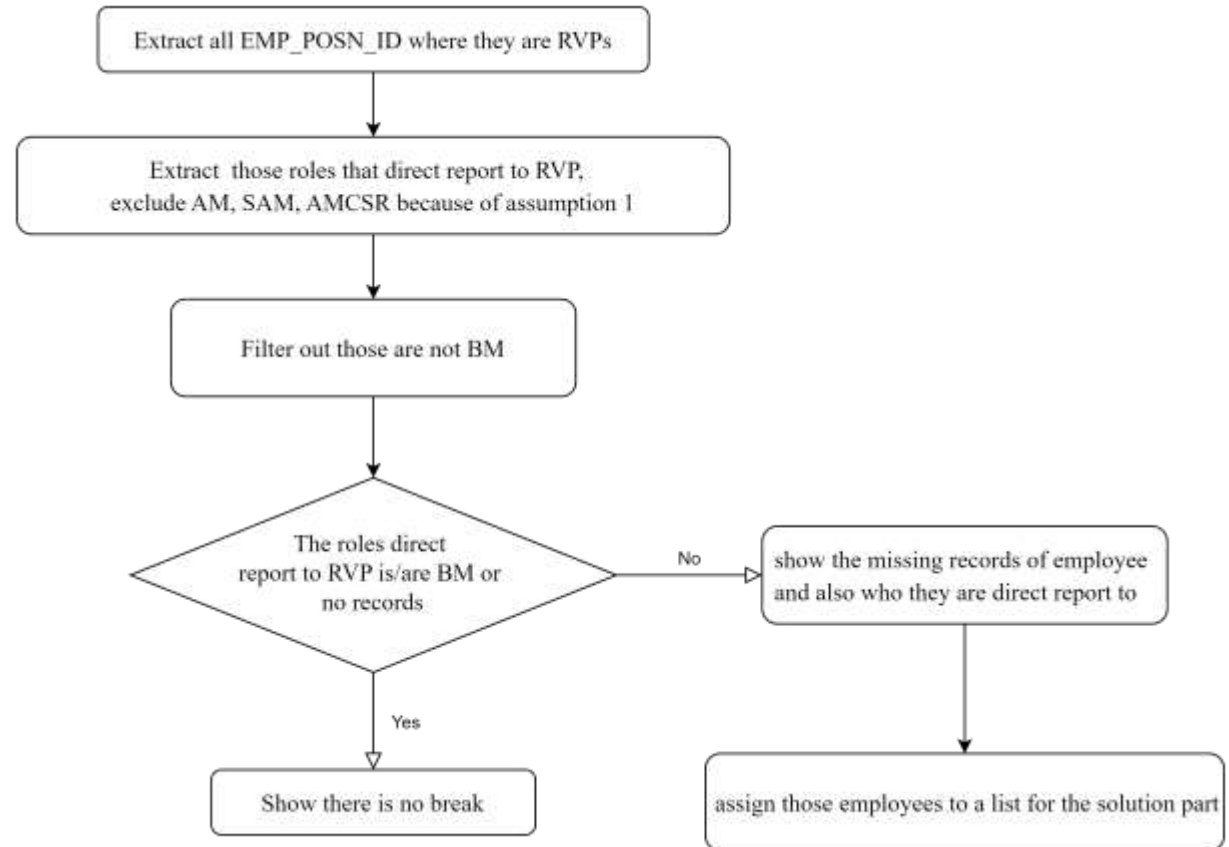 Extract all EMP_POSN_ID where they are RVPs
Extract those roles that direct report to RVP,
exclude AM, SAM, AMCSR because of assumption 1
Filter out those are not BM
The roles direct
report to RVP is/are BM or
no records
No
show the missing records of employee
and also who they are direct report to
Yes
Show there is no break
assign those employees to a list for the solution part